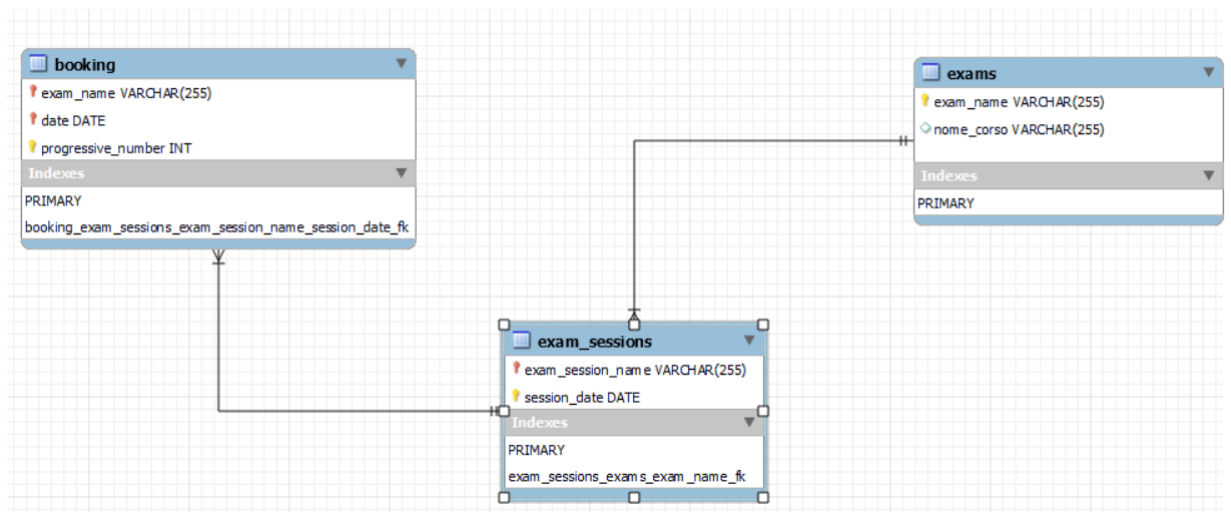 booking
exam_name VARCHAR(255)
date DATE
progressive_number INT
Indexes
PRIMARY
booking_exam_sessions_exam_session_name_session_date_fk
exams
exam_name VARCHAR(255)
nome_corso VARCHAR(255)
Indexes
PRIMARY
exam_sessions
exam_session_name VARCHAR(255)
session_date DATE
Indexes
PRIMARY
exam_sessions_exams_exam_name_fk